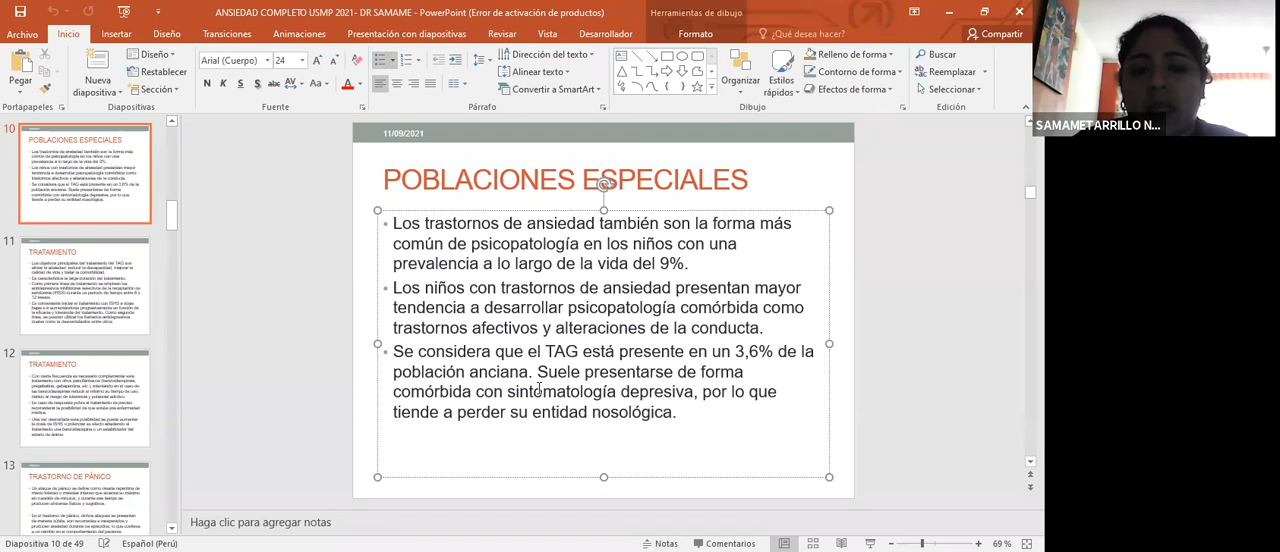 ANSIEDAD COMPLETO USMP 2021- DR SAMAME - PowerPoint (Error de activación de productos)
Herramientas de dibujo
Archivo Inicio Insertar Diseño Transiciones Animaciones Presentación con diapositivas Revisar Vista Desarrollador Formato ¿Qué desea hacer? Compartir
Pegar
Nueva diapositiva
Diseño
Restablecer
Sección
Arial (Cuerpo) 24
N K S abc AV Aa A
Dirección del texto
Alinear texto
Convertir a SmartArt
Organizar
Estilos rápidos
Relleno de forma
Contorno de forma
Efectos de forma
Buscar
Reemplazar
Seleccionar
Portapapeles Diapositivas Fuente Párrafo Dibujo Edición
SAMAMETARRILLO N...
10
POBLACIONES ESPECIALES
11
TRATAMIENTO
12
TRATAMIENTO
13
TRASTORNO DE PÁNICO
11/09/2021
POBLACIONES ESPECIALES
Los trastornos de ansiedad también son la forma más
común de psicopatología en los niños con una
prevalencia a lo largo de la vida del 9%.
Los niños con trastornos de ansiedad presentan mayor
tendencia a desarrollar psicopatología comórbida como
trastornos afectivos y alteraciones de la conducta.
Se considera que el TAG está presente en un 3,6% de la
población anciana. Suele presentarse de forma
comórbida con sintomatología depresiva, por lo que
tiende a perder su entidad nosológica.
Haga clic para agregar notas
Diapositiva 10 de 49 Español (Perú) Notas Comentarios 69 %